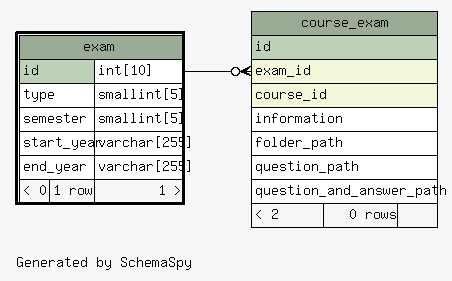 exam
id int[10]
type smallint[5]
semester smallint[5]
start_year varchar[255]
end_year varchar[255]
< 0 1 row 1 >
course_exam
id
exam_id
course_id
information
folder_path
question_path
question_and_answer_path
< 2 0 rows
Generated by SchemaSpy